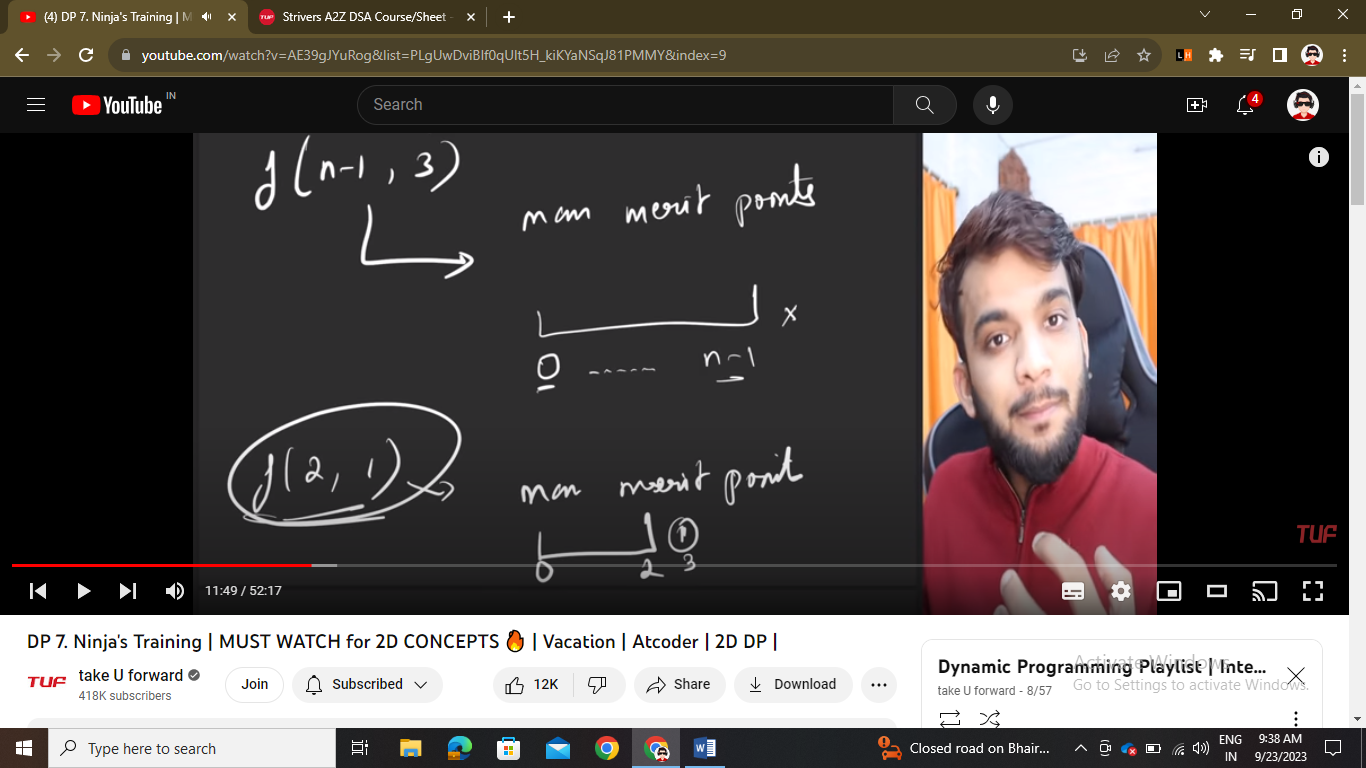 (4) DP 7. Ninja's Training | M
Strivers A2Z DSA Course/Sheet -
youtube.com/watch?v=AE39gJYuRog&list=PLgUwDviBIf0qUlt5H_kiKYaNSqJ81PMMY&index=9
LH
YouTube IN
Search
4
f(n-1, 3)
max merit points
x
0 ----- n-1
f(2, 1)
max merit point
1
0 2 3
TUF
11:49 / 52:17
DP 7. Ninja's Training | MUST WATCH for 2D CONCEPTS 🔥 | Vacation | Atcoder | 2D DP |
TUF
take U forward
418K subscribers
Join
Subscribed
12K
Share
Download
Dynamic Programming Playlist | Inte...
take U forward - 8/57
Activate Windows
Go to Settings to activate Windows.
Type here to search
Closed road on Bhair...
ENG
IN
9:38 AM
9/23/2023